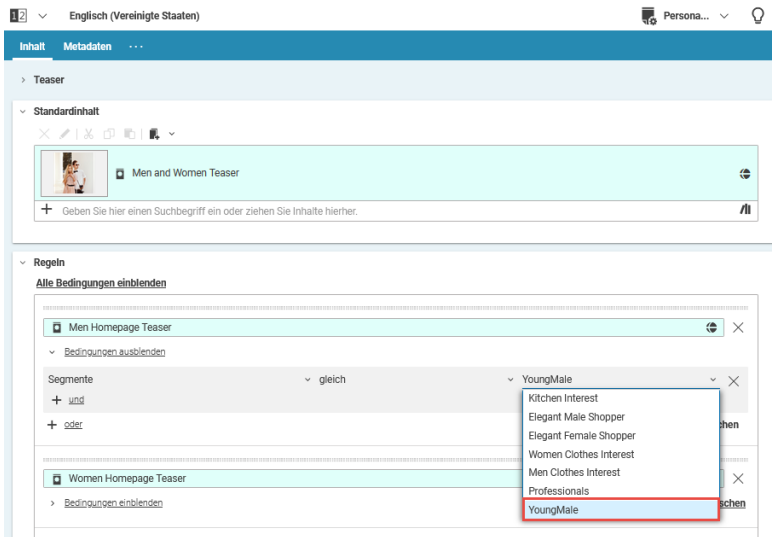 Englisch (Vereinigte Staaten)
Persona...
Inhalt Metadaten ...
Teaser
Standardinhalt
Men and Women Teaser
Geben Sie hier einen Suchbegriff ein oder ziehen Sie Inhalte hierher.
Regeln
Alle Bedingungen einblenden
Men Homepage Teaser
Bedingungen ausblenden
Segmente gleich YoungMale
und
Kitchen Interest
Elegant Male Shopper
oder
Elegant Female Shopper
Women Clothes Interest
Men Clothes Interest
Women Homepage Teaser
Professionals
Bedingungen einblenden
YoungMale